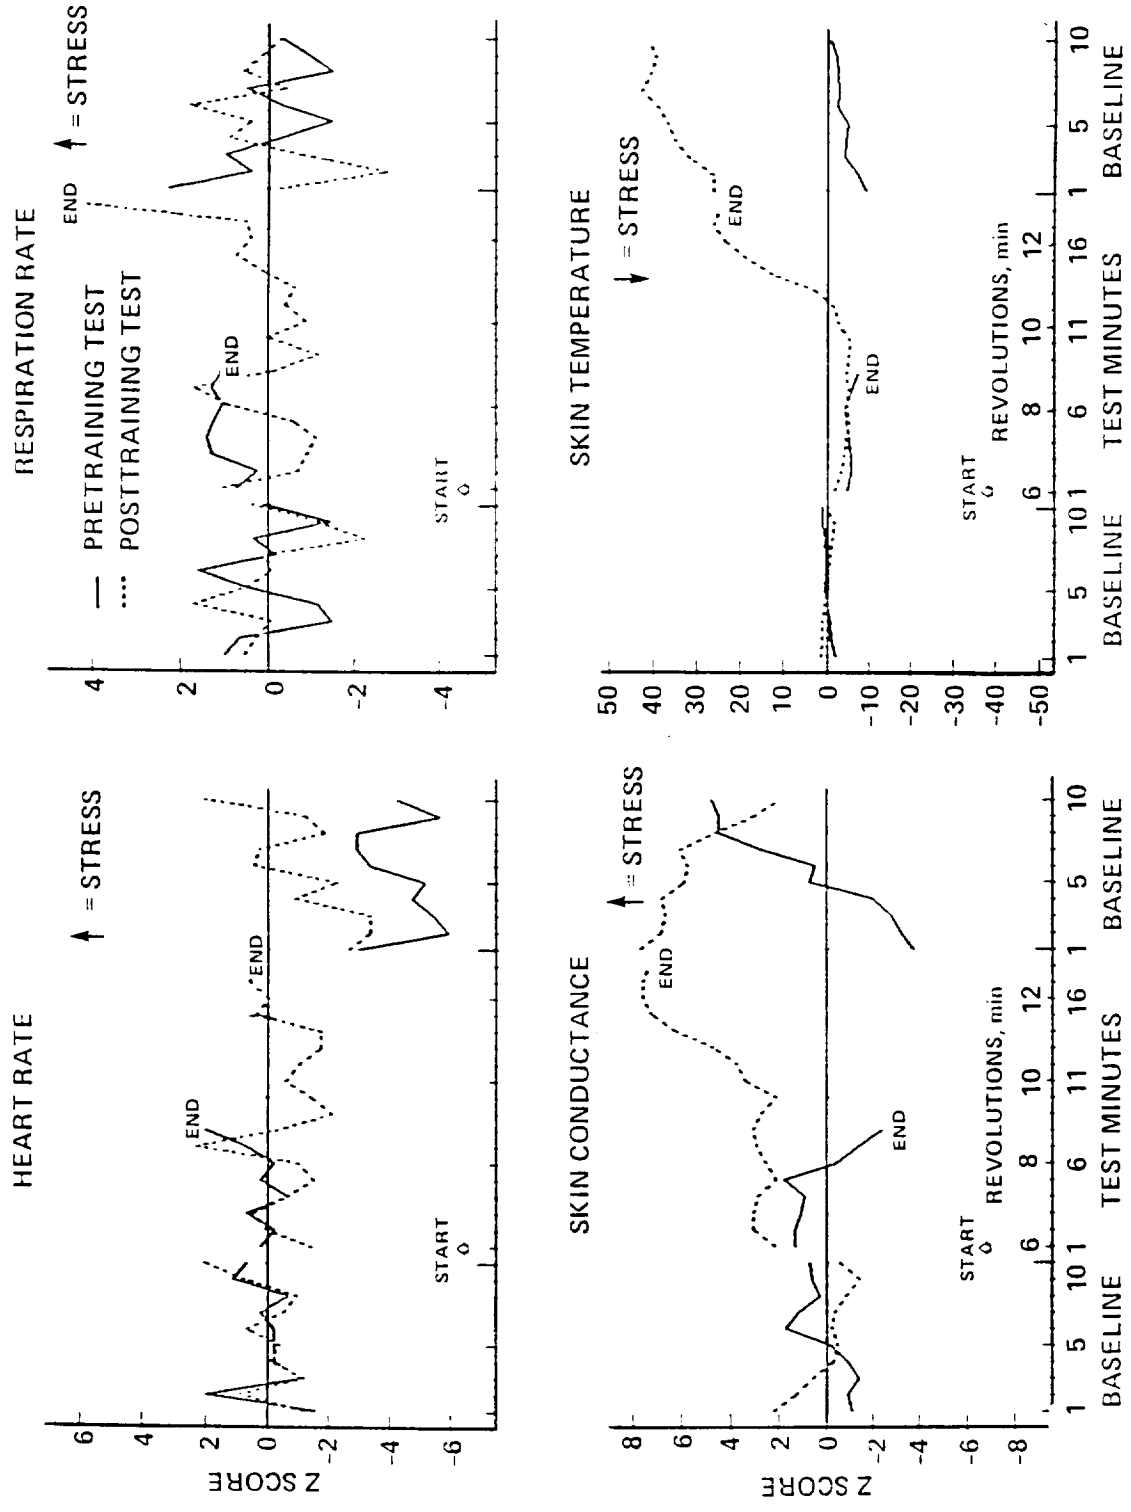 HEART RATE
↑ = STRESS
6
4
2
0
-2
-4
-6
Z SCORE
END
END
START
RESPIRATION RATE
↑ = STRESS
— PRETRAINING TEST
···· POSTTRAINING TEST
4
2
0
-2
-4
END
END
START
SKIN CONDUCTANCE
↑ = STRESS
8
6
4
2
0
-2
-4
-6
-8
Z SCORE
END
END
START
REVOLUTIONS, min
6 8 10 12
1 5 10 1 6 11 16 1 5 10
BASELINE TEST MINUTES BASELINE
SKIN TEMPERATURE
↓ = STRESS
50
40
30
20
10
0
-10
-20
-30
-40
-50
END
END
START
REVOLUTIONS, min
6 8 10 12
1 5 10 1 6 11 16 1 5 10
BASELINE TEST MINUTES BASELINE